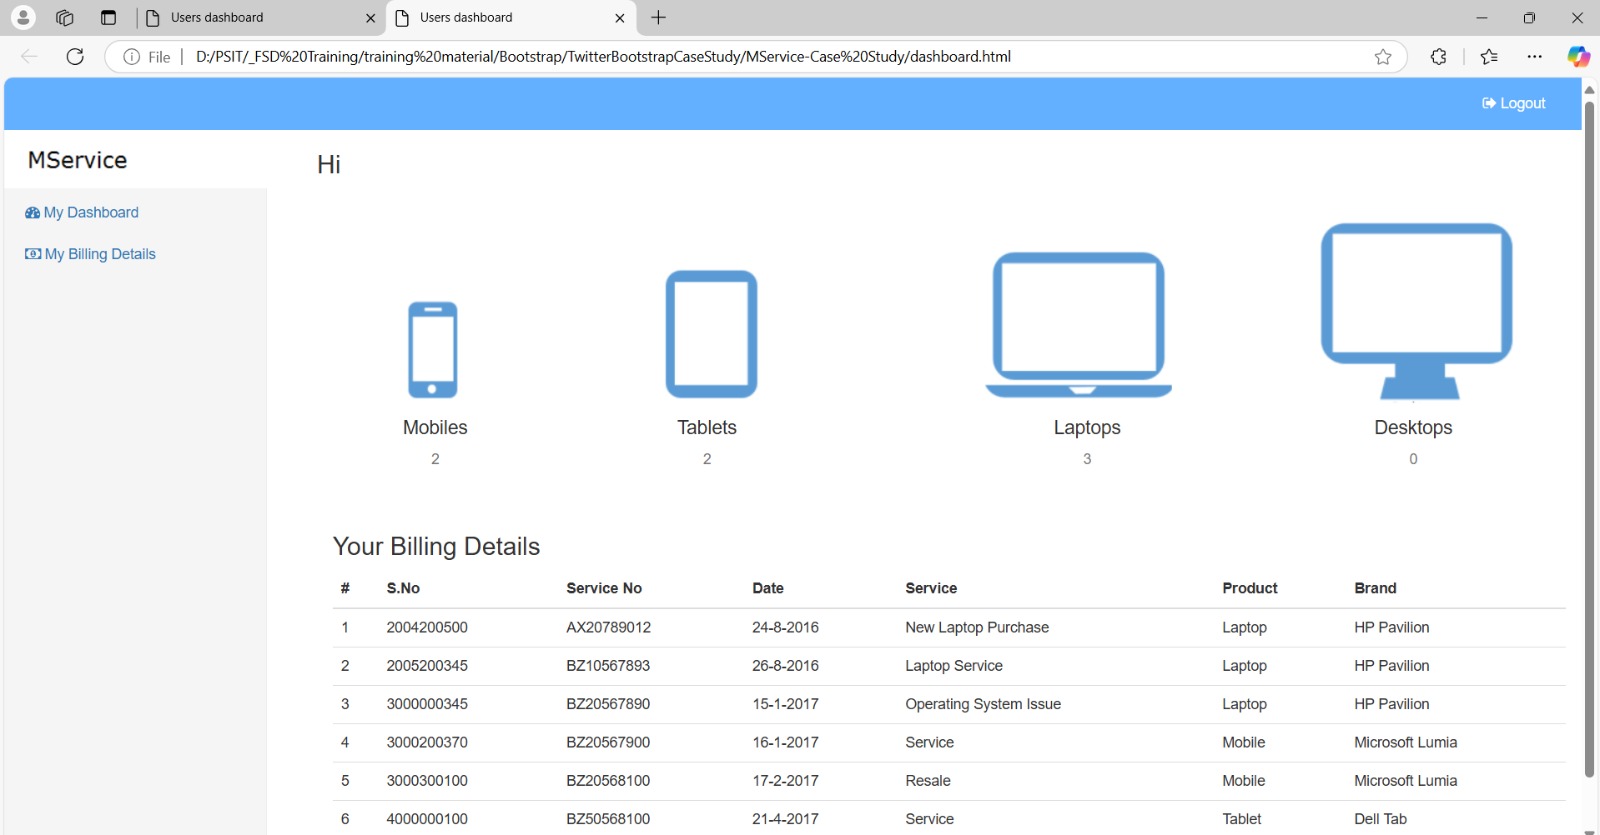 Users dashboard
Users dashboard
File
D:/PSIT/_FSD%20Training/training%20material/Bootstrap/TwitterBootstrapCaseStudy/MService-Case%20Study/dashboard.html
Logout
MService
Hi
My Dashboard
My Billing Details
Mobiles Tablets Laptops Desktops
2 2 3 0
Your Billing Details
# S.No Service No Date Service Product Brand
1 2004200500 AX20789012 24-8-2016 New Laptop Purchase Laptop HP Pavilion
2 2005200345 BZ10567893 26-8-2016 Laptop Service Laptop HP Pavilion
3 3000000345 BZ20567890 15-1-2017 Operating System Issue Laptop HP Pavilion
4 3000200370 BZ20567900 16-1-2017 Service Mobile Microsoft Lumia
5 3000300100 BZ20568100 17-2-2017 Resale Mobile Microsoft Lumia
6 4000000100 BZ50568100 21-4-2017 Service Tablet Dell Tab